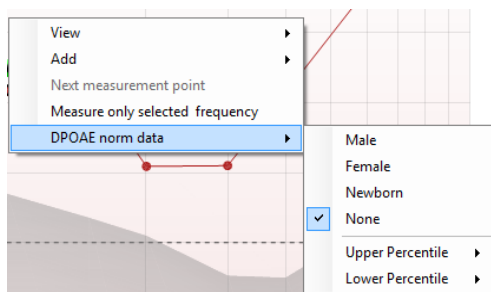 View
Add
Next measurement point
Measure only selected frequency
DPOAE norm data
Male
Female
Newborn
None
Upper Percentile
Lower Percentile